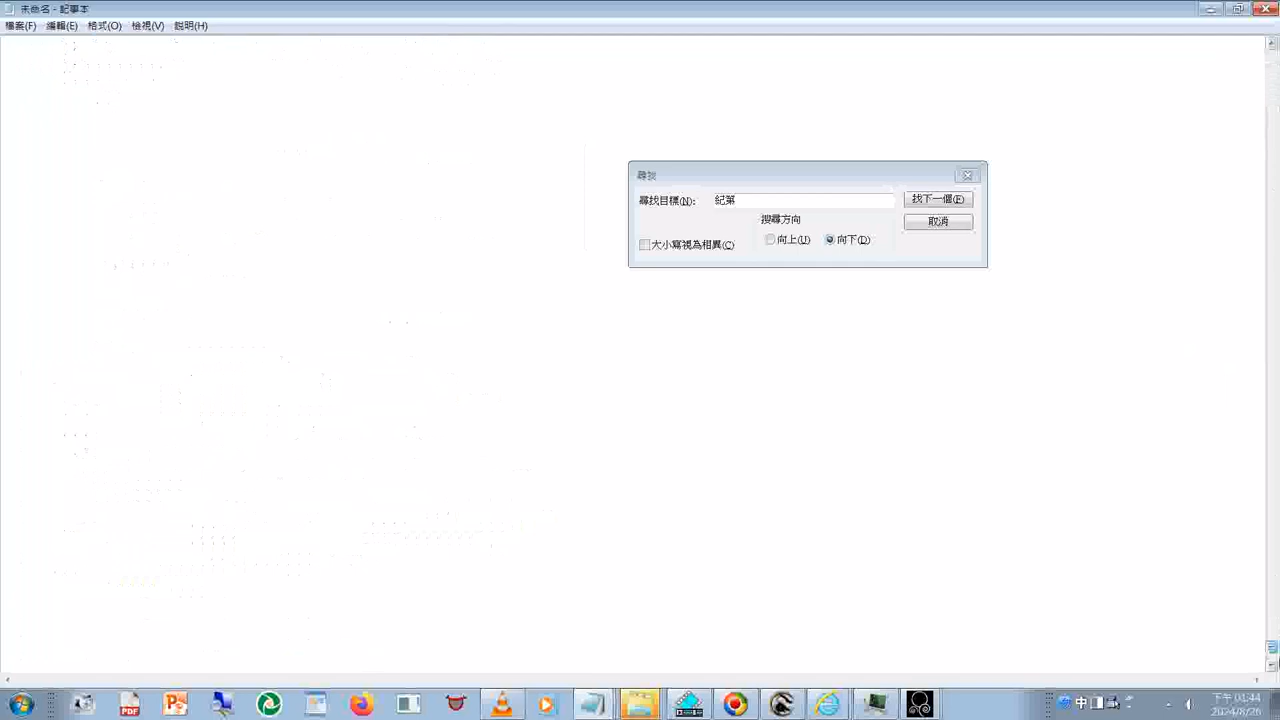 未命名 - 記事本
檔案(F) 編輯(E) 格式(O) 檢視(V) 說明(H)
尋找
尋找目標(N): 紀第
找下一個(F)
搜尋方向
取消
大小寫視為相異(C)
向上(U) 向下(D)
PDF
中
下午 01:44
2024/8/26